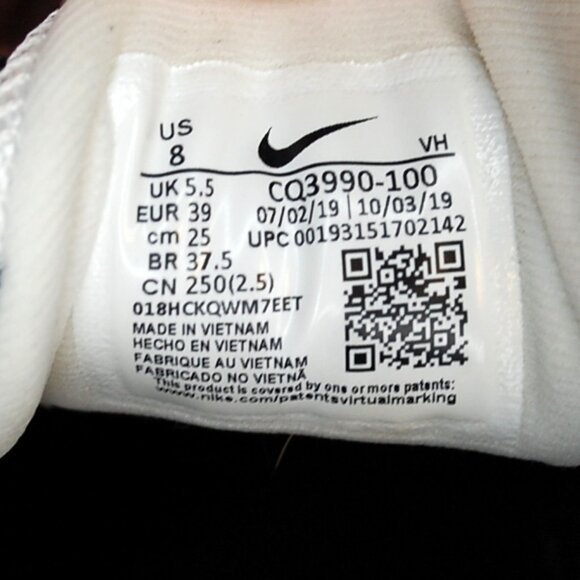 US
8
VH
UK 5.5
EUR 39
cm 25
BR 37.5
CN 250(2.5)
CQ3990-100
07/02/19 | 10/03/19
UPC 00193151702142
018HCKQWM7EET
MADE IN VIETNAM
HECHO EN VIETNAM
FABRIQUE AU VIETNAM
FABRICADO NO VIETNÃ
This product is covered by one or more patents:
www.nike.com/patentsvirtualmarking